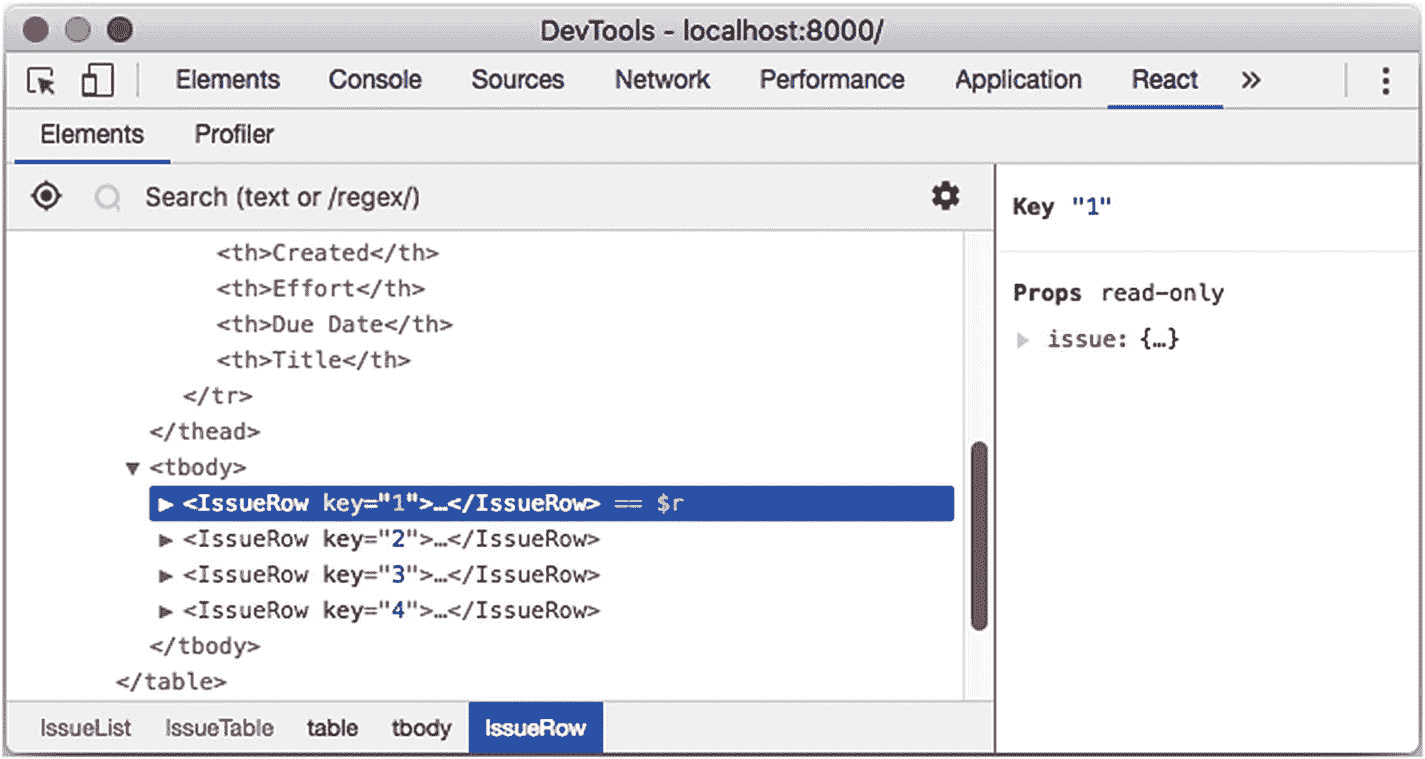 DevTools - localhost:8000/
Elements Console Sources Network Performance Application React »
Elements Profiler
Search (text or /regex/)
<th>Created</th>
<th>Effort</th>
<th>Due Date</th>
<th>Title</th>
</tr>
</thead>
▼ <tbody>
▶ <IssueRow key="1">…</IssueRow> == $r
▶ <IssueRow key="2">…</IssueRow>
▶ <IssueRow key="3">…</IssueRow>
▶ <IssueRow key="4">…</IssueRow>
</tbody>
</table>
IssueList IssueTable table tbody IssueRow
Key "1"
Props read-only
▶ issue: {…}